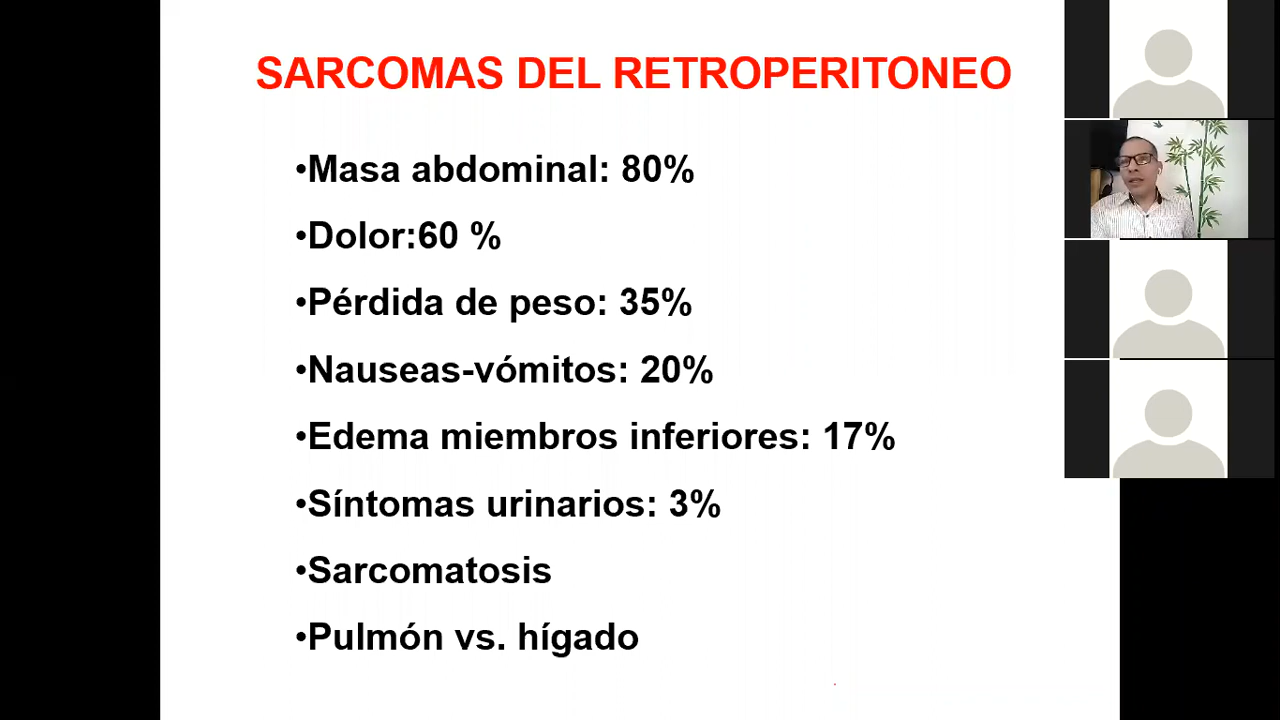 SARCOMAS DEL RETROPERITONEO
•Masa abdominal: 80%
•Dolor:60 %
•Pérdida de peso: 35%
•Nauseas-vómitos: 20%
•Edema miembros inferiores: 17%
•Síntomas urinarios: 3%
•Sarcomatosis
•Pulmón vs. hígado